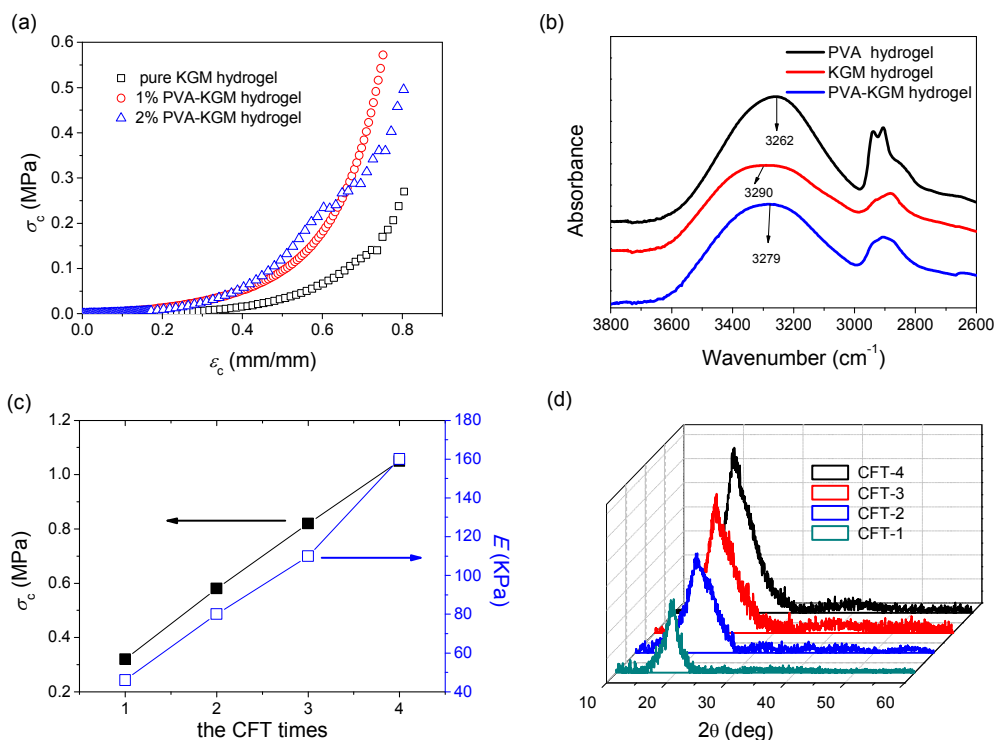 (a)
0.6
0.5
0.4
0.3
0.2
0.1
0.0
σc (MPa)
pure KGM hydrogel
1% PVA-KGM hydrogel
2% PVA-KGM hydrogel
0.0 0.2 0.4 0.6 0.8 1.0
εc (mm/mm)
(b)
Absorbance
PVA hydrogel
KGM hydrogel
PVA-KGM hydrogel
3262
3290
3279
3800 3400 3200 3000 2800 2600
Wavenumber (cm-1)
(c)
1.2
1.0
0.8
0.6
0.4
0.2
σc (MPa)
180
160
140
120
100
80
60
40
E (KPa)
1 2 3 4
the CFT times
(d)
CFT-4
CFT-3
CFT-2
CFT-1
10 20 30 40 50 60
2θ (deg)